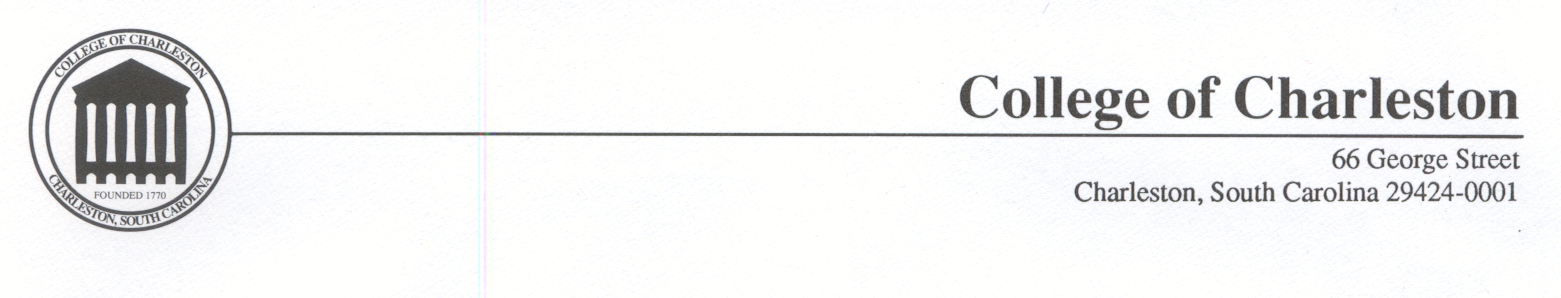 COLLEGE OF CHARLESTON
FOUNDED 1770
CHARLESTON, SOUTH CAROLINA
College of Charleston
66 George Street
Charleston, South Carolina 29424-0001